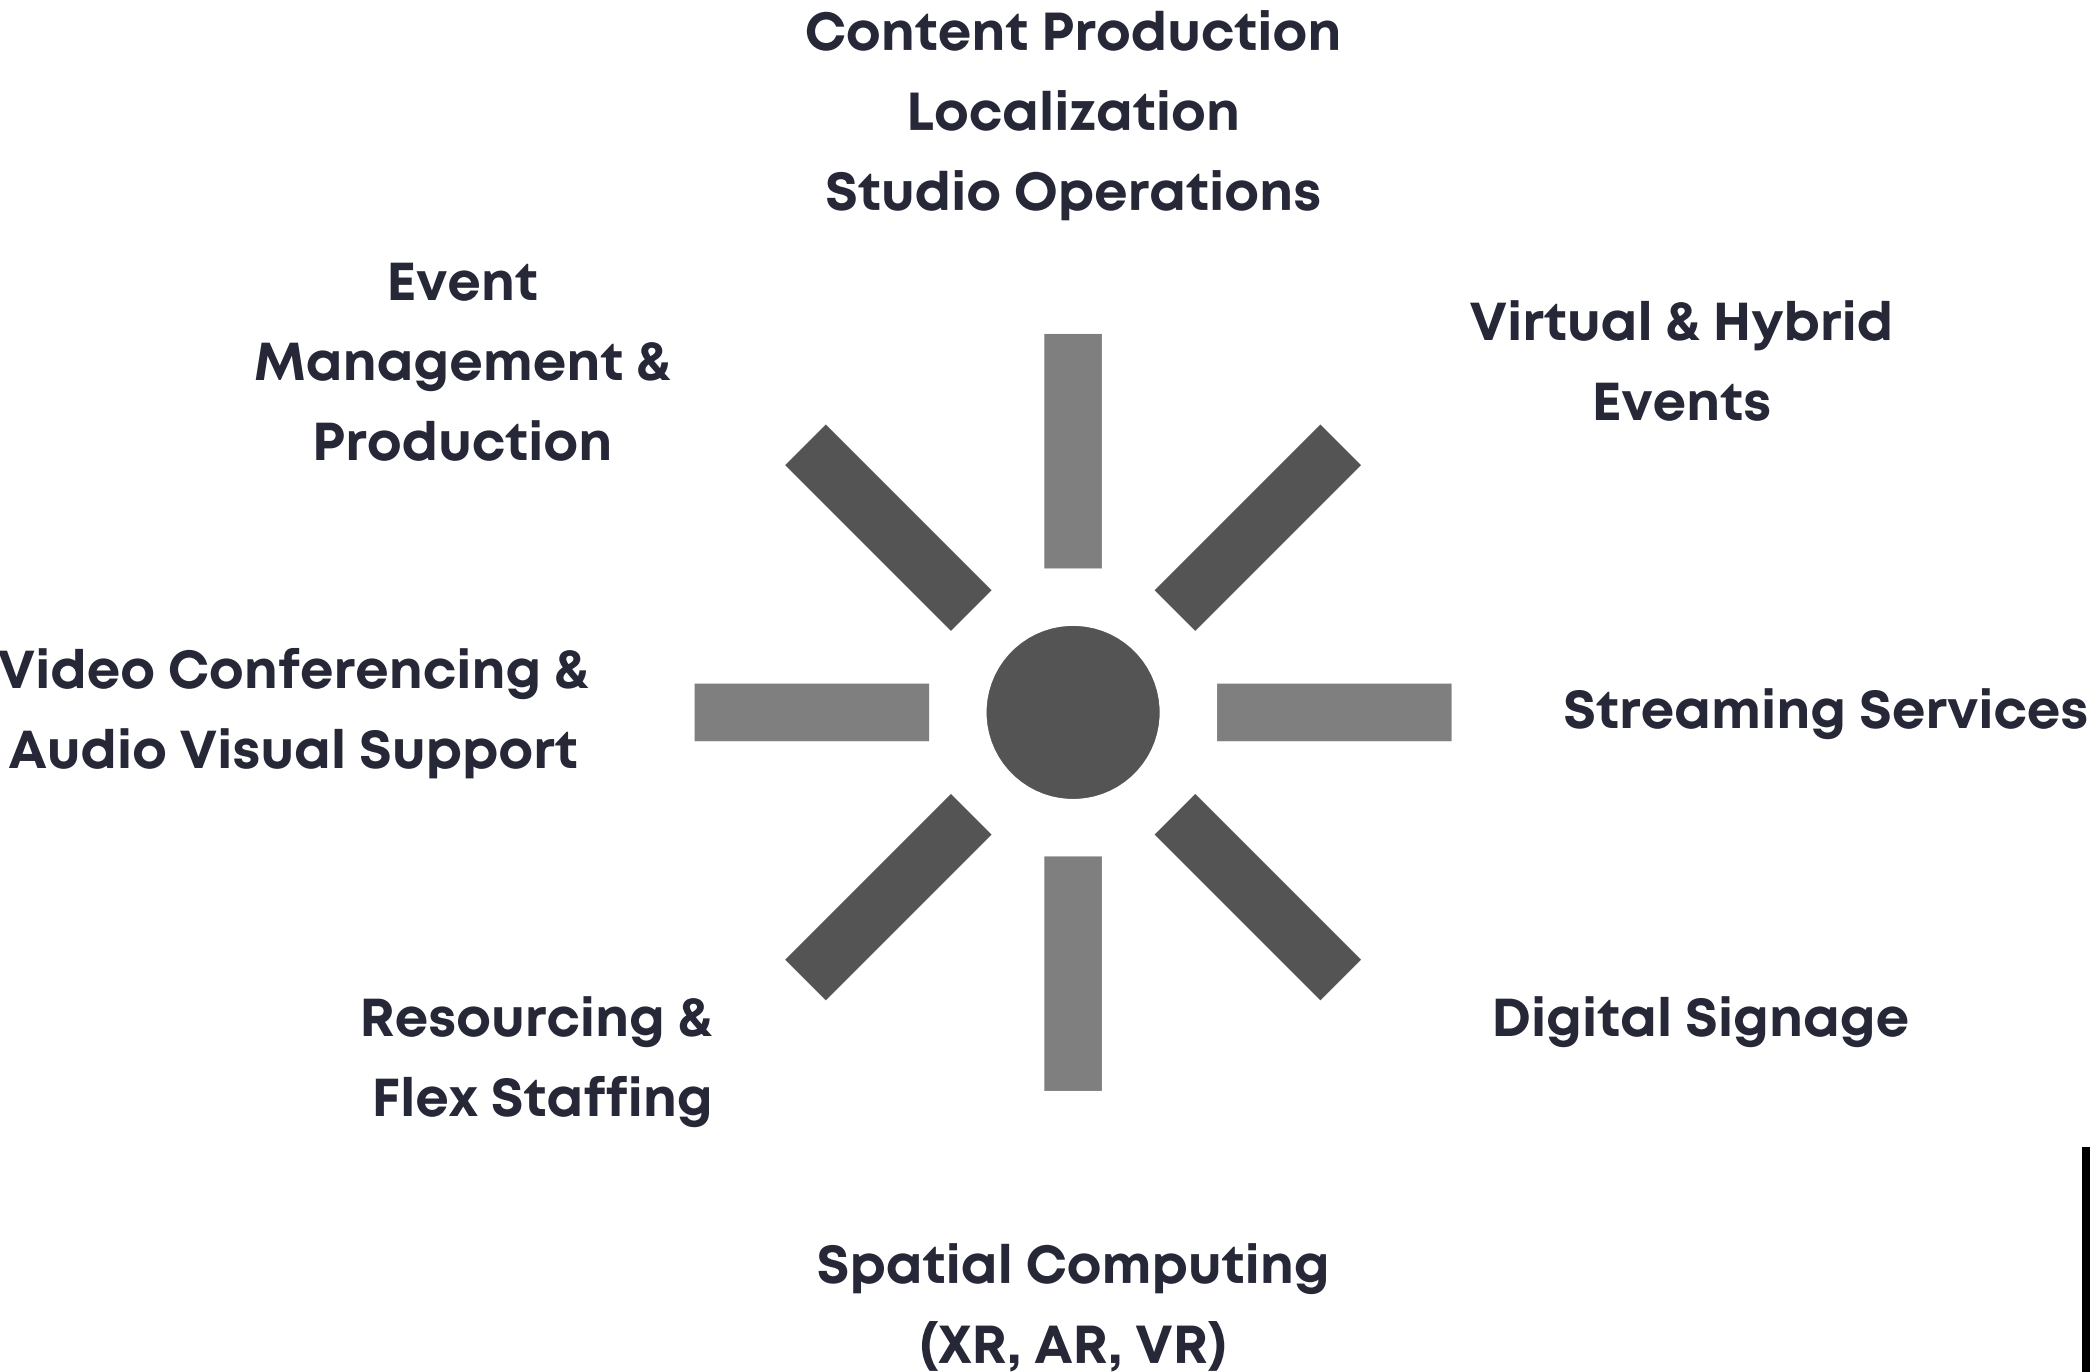 Content Production
Localization
Studio Operations
Event
Management &
Production
Virtual & Hybrid
Events
Video Conferencing &
Audio Visual Support
Streaming Services
Resourcing &
Flex Staffing
Digital Signage
Spatial Computing
(XR, AR, VR)